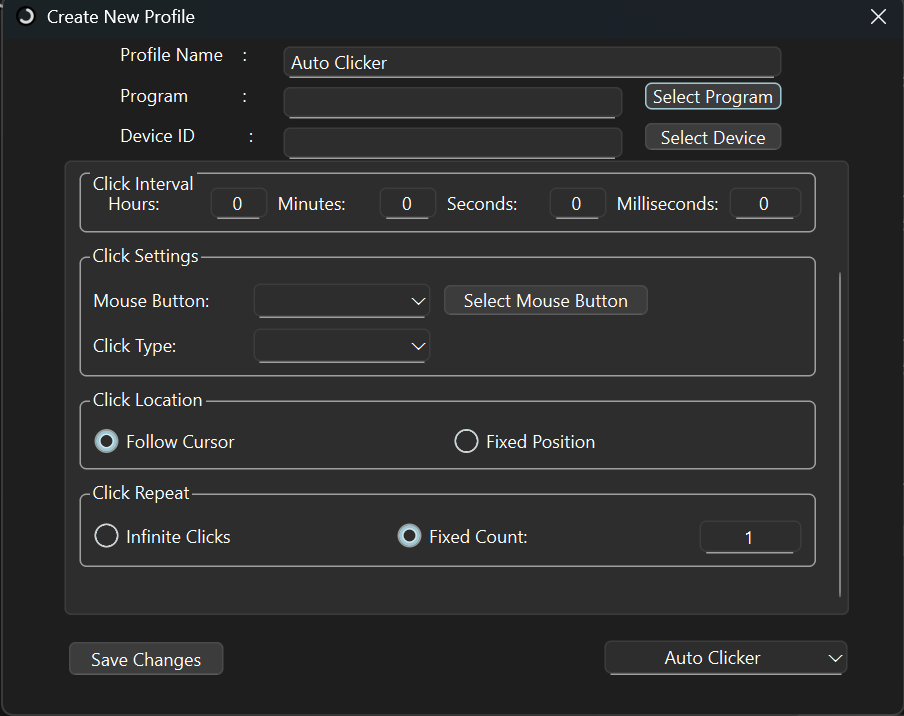 Create New Profile
Profile Name : Auto Clicker
Program : Select Program
Device ID : Select Device
Click Interval
Hours: 0 Minutes: 0 Seconds: 0 Milliseconds: 0
Click Settings
Mouse Button: Select Mouse Button
Click Type:
Click Location
Follow Cursor Fixed Position
Click Repeat
Infinite Clicks Fixed Count: 1
Save Changes Auto Clicker